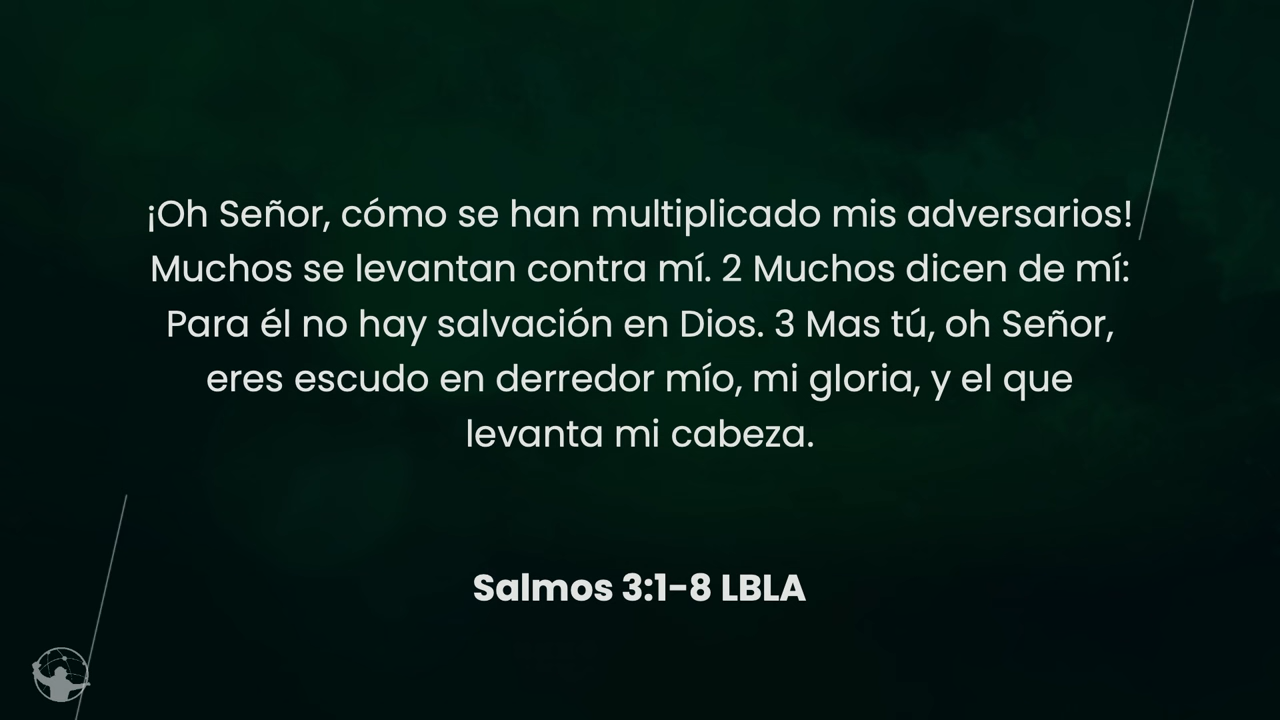 ¡Oh Señor, cómo se han multiplicado mis adversarios!
Muchos se levantan contra mí. 2 Muchos dicen de mí:
Para él no hay salvación en Dios. 3 Mas tú, oh Señor,
eres escudo en derredor mío, mi gloria, y el que
levanta mi cabeza.
Salmos 3:1-8 LBLA